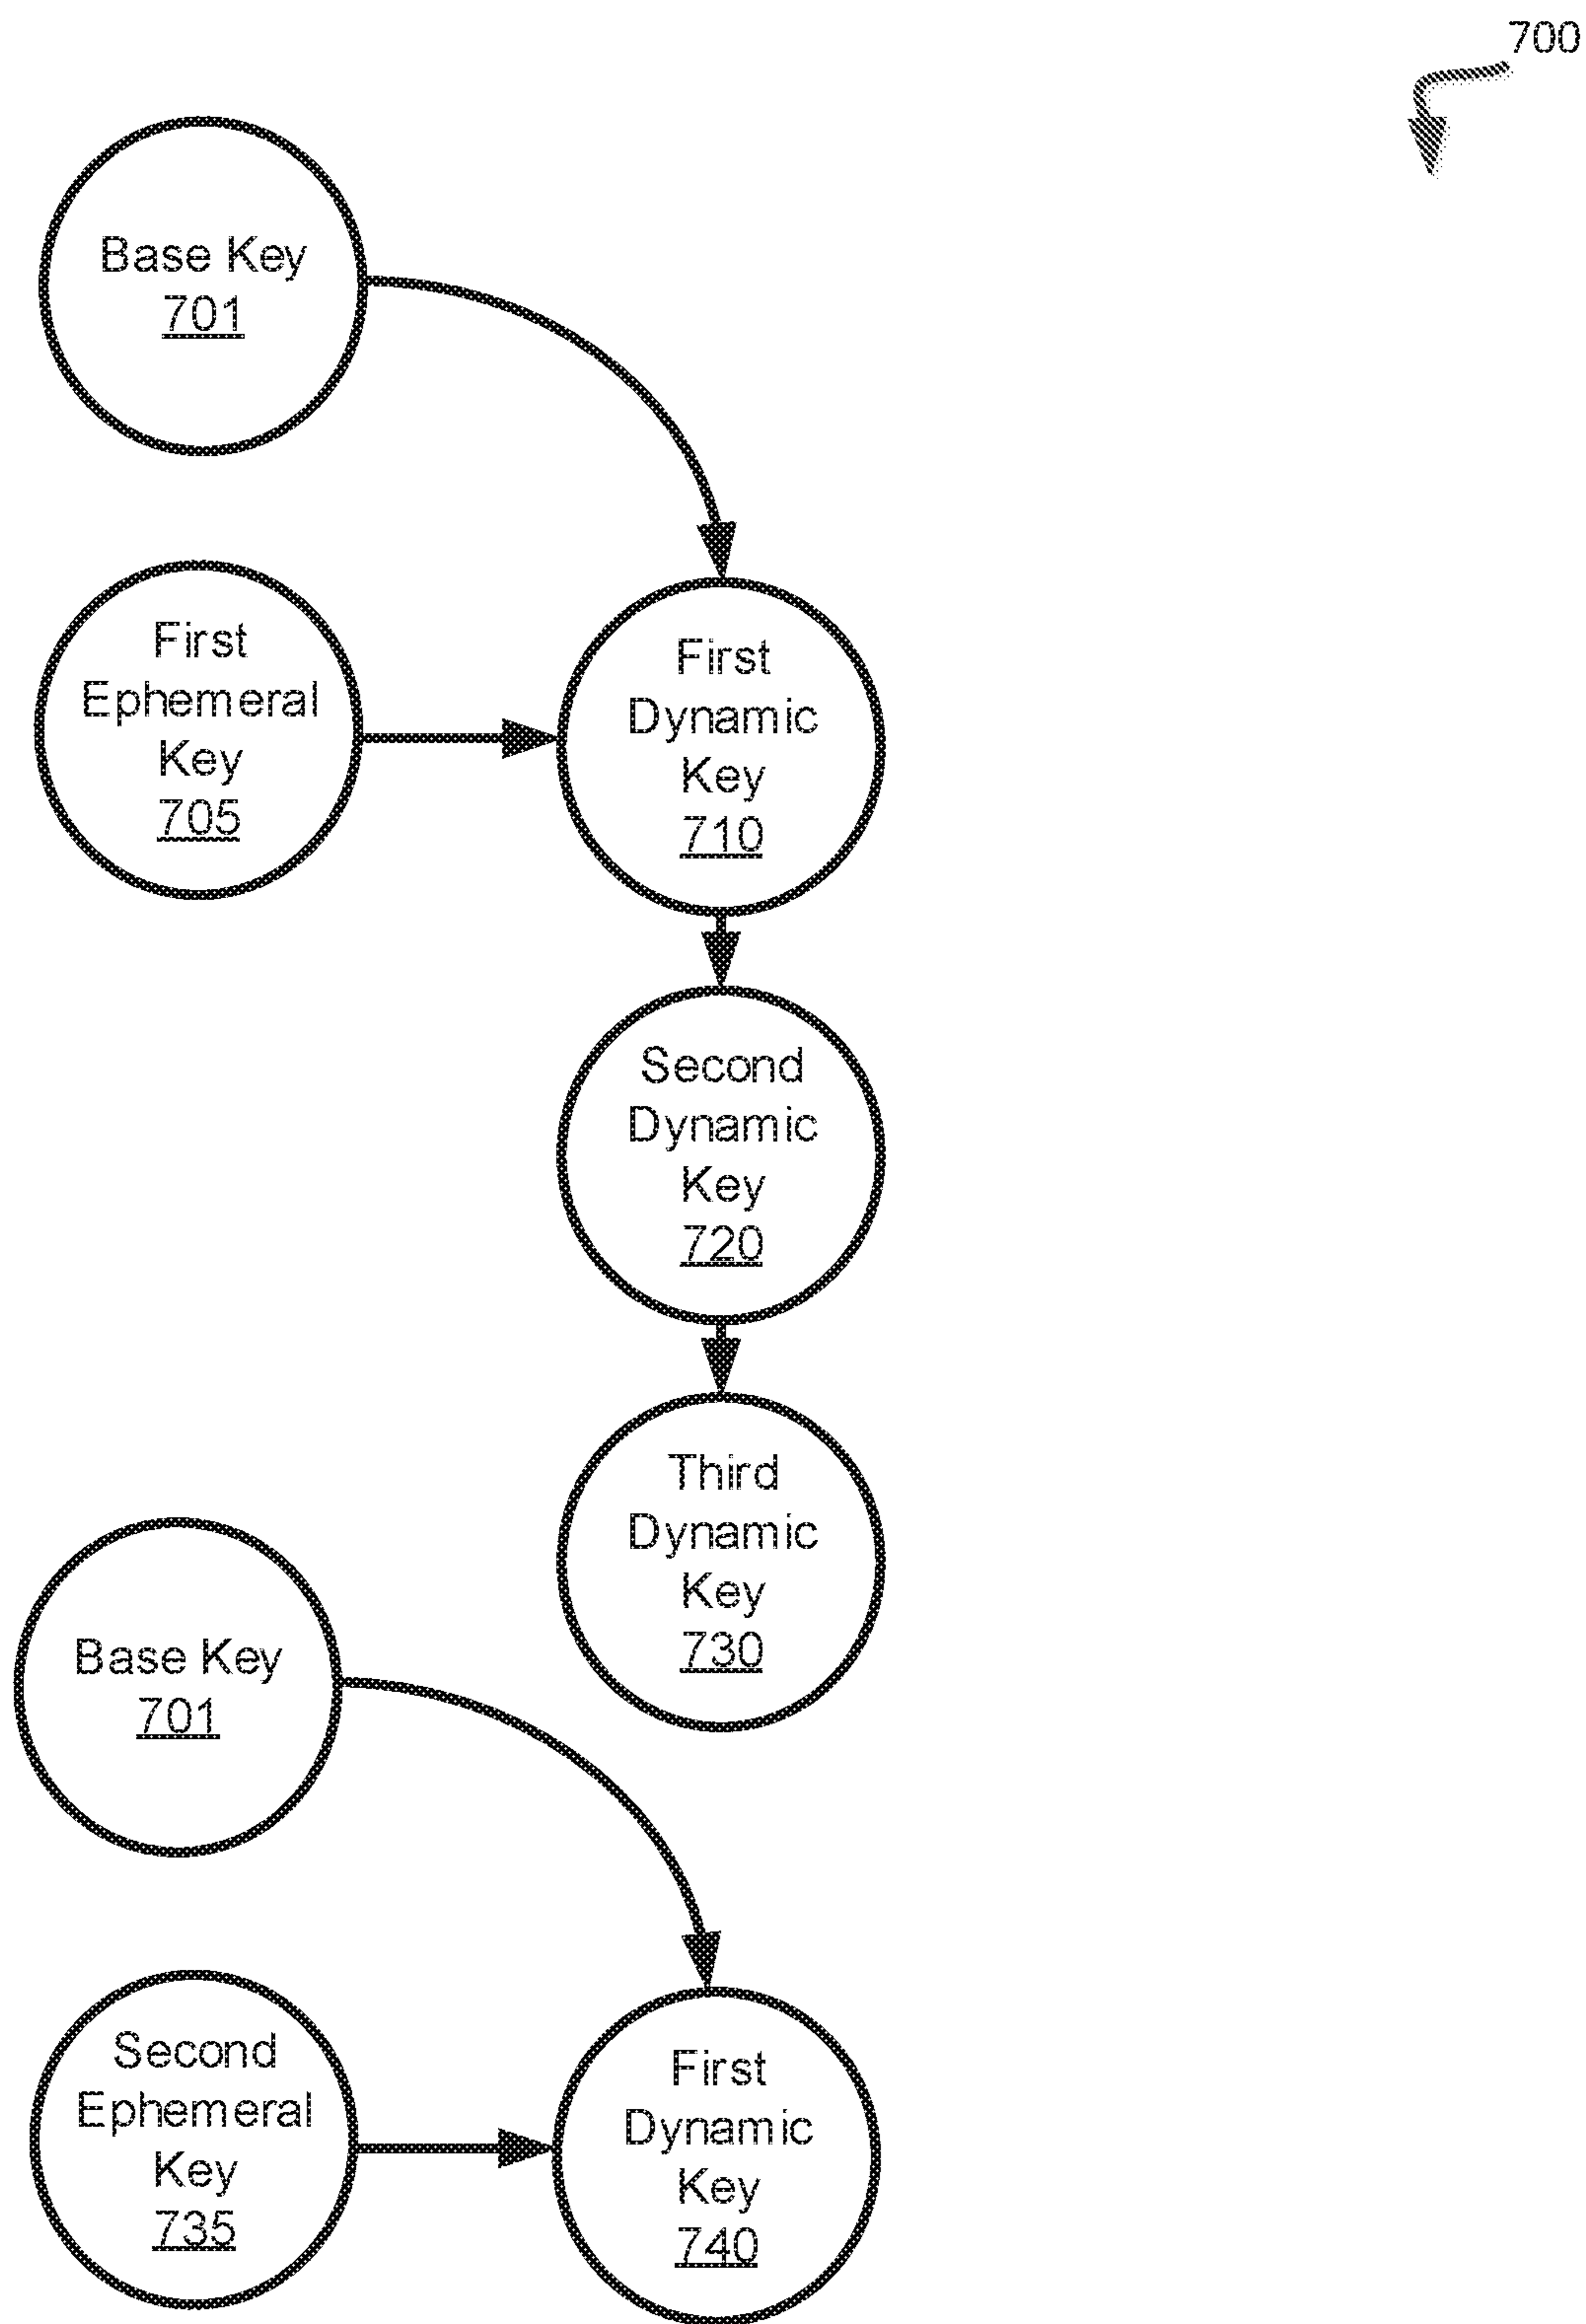 700
Base Key
701
First
Ephemeral
Key
705
First
Dynamic
Key
710
Second
Dynamic
Key
720
Third
Dynamic
Key
730
Base Key
701
Second
Ephemeral
Key
735
First
Dynamic
Key
740